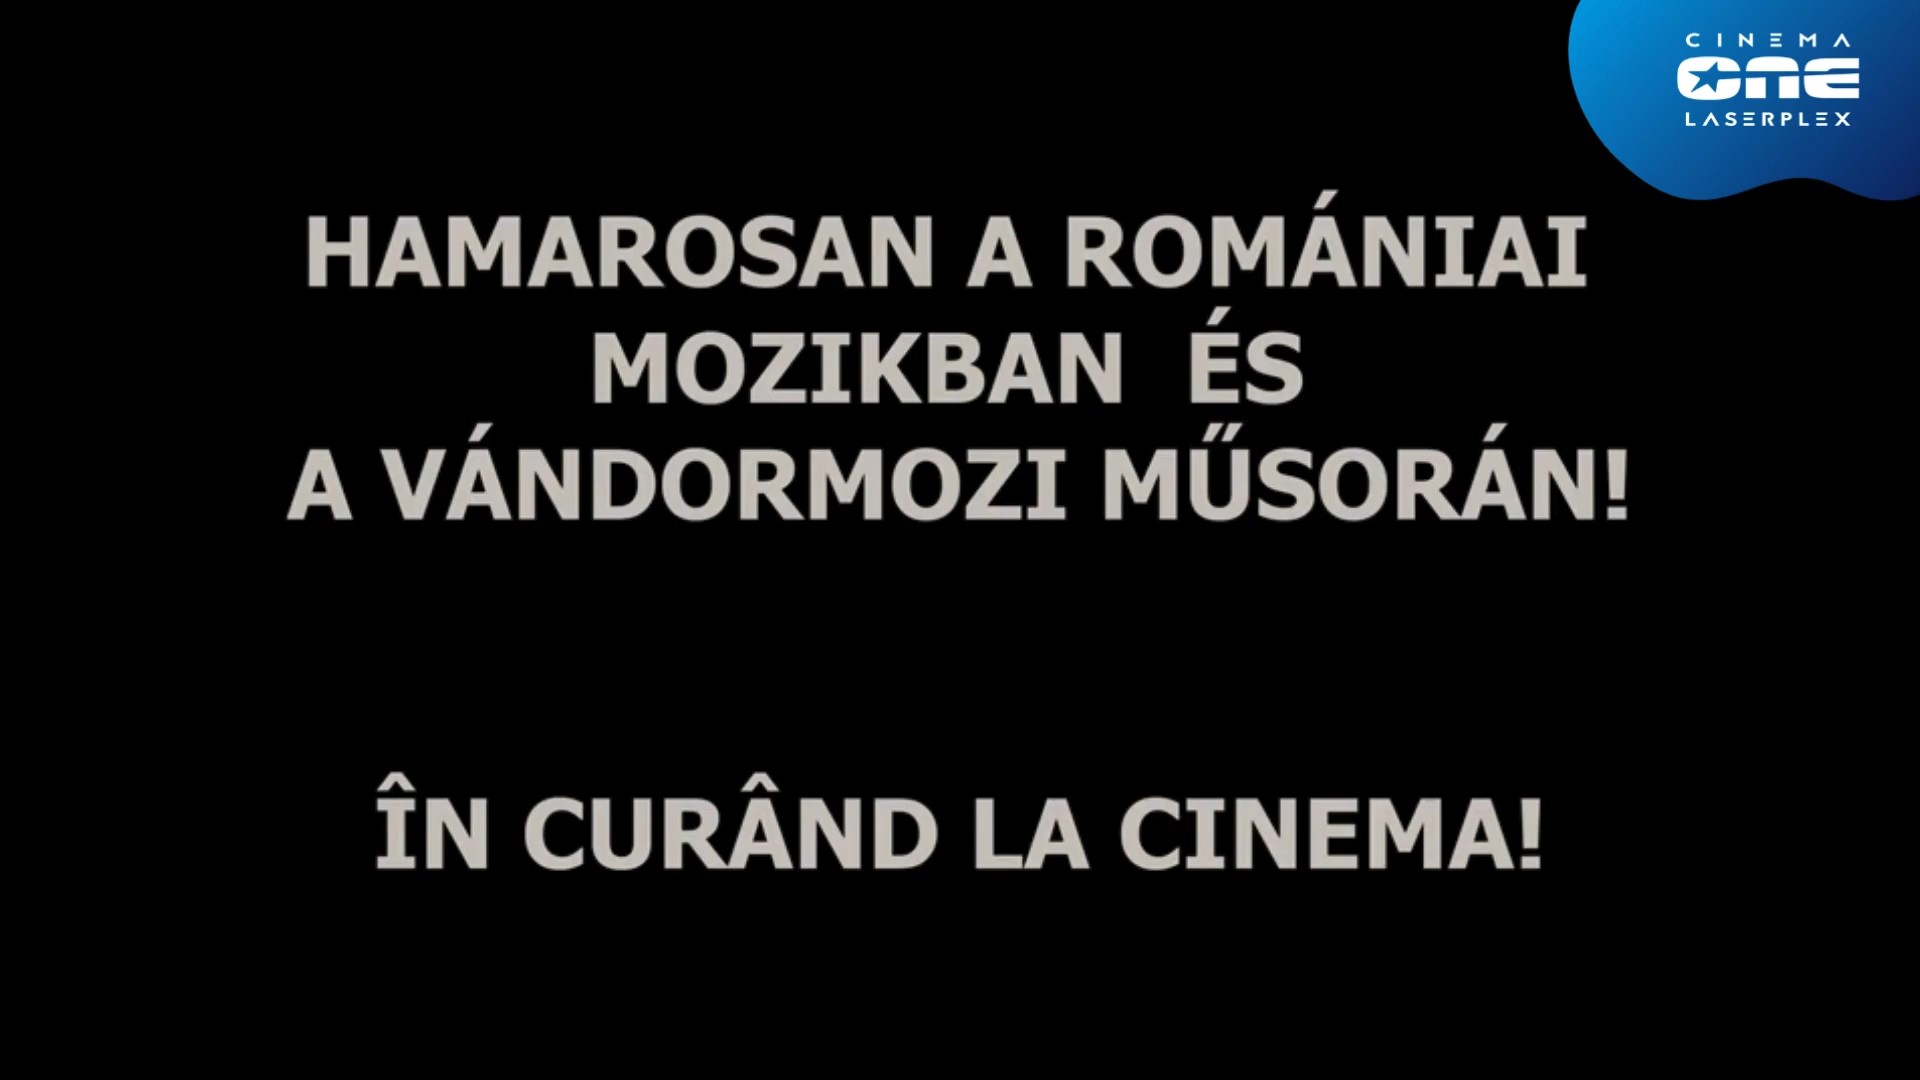 CINEMA
ONE
LASERPLEX
HAMAROSAN A ROMÁNIAI
MOZIKBAN ÉS
A VÁNDORMOZI MŰSORÁN!
ÎN CURÂND LA CINEMA!